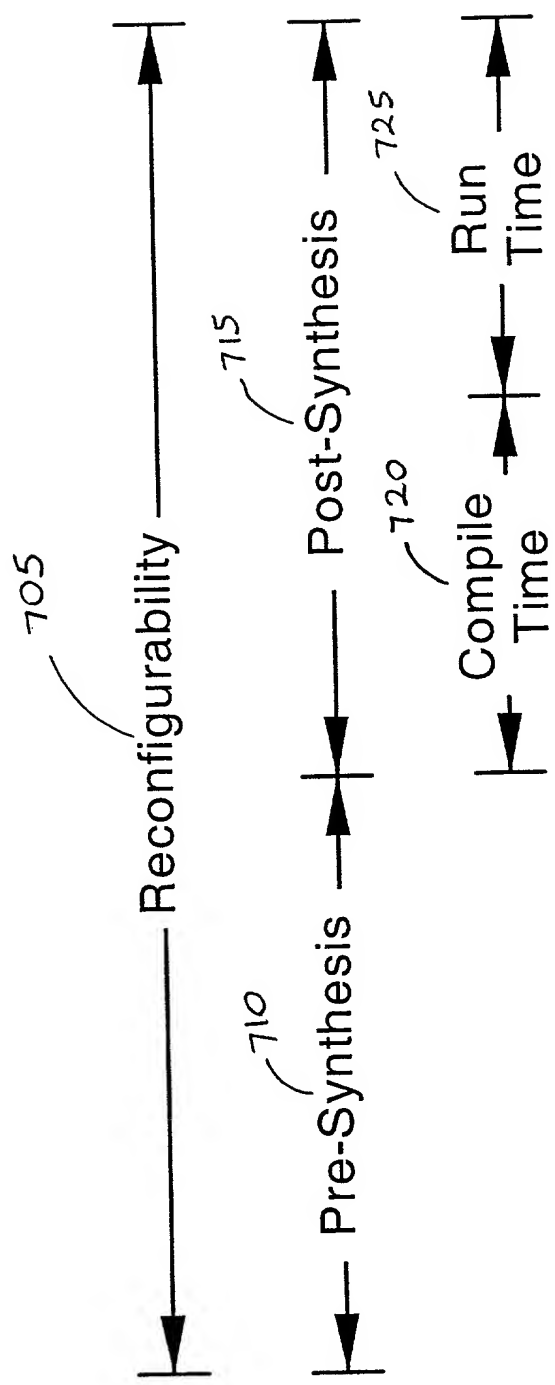 705
Reconfigurability
710
Pre-Synthesis
715
Post-Synthesis
720
Compile
Time
725
Run
Time